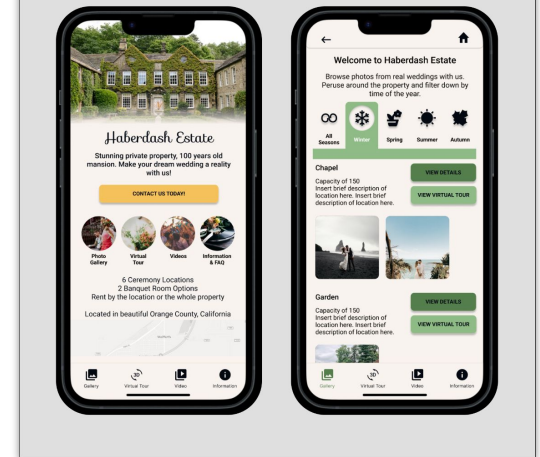 Haberdash Estate
Stunning private property, 100 years old
mansion. Make your dream wedding a reality
with us!
CONTACT US TODAY!
Photo
Gallery
Virtual
Tour
Videos
Information
& FAQ
6 Ceremony Locations
2 Banquet Room Options
Rent by the location or the whole property
Located in beautiful Orange County, California
Gallery
3D
Virtual Tour
Video
Information
Welcome to Haberdash Estate
Browse photos from real weddings with us.
Peruse around the property and filter down by
time of the year.
All
Seasons
Winter
Spring
Summer
Autumn
Chapel
Capacity of 150
Insert brief description of
location here. Insert brief
description of location here.
VIEW DETAILS
VIEW VIRTUAL TOUR
Garden
Capacity of 150
Insert brief description of
location here. Insert brief
description of location here.
VIEW DETAILS
VIEW VIRTUAL TOUR
Gallery
3D
Virtual Tour
Video
Information